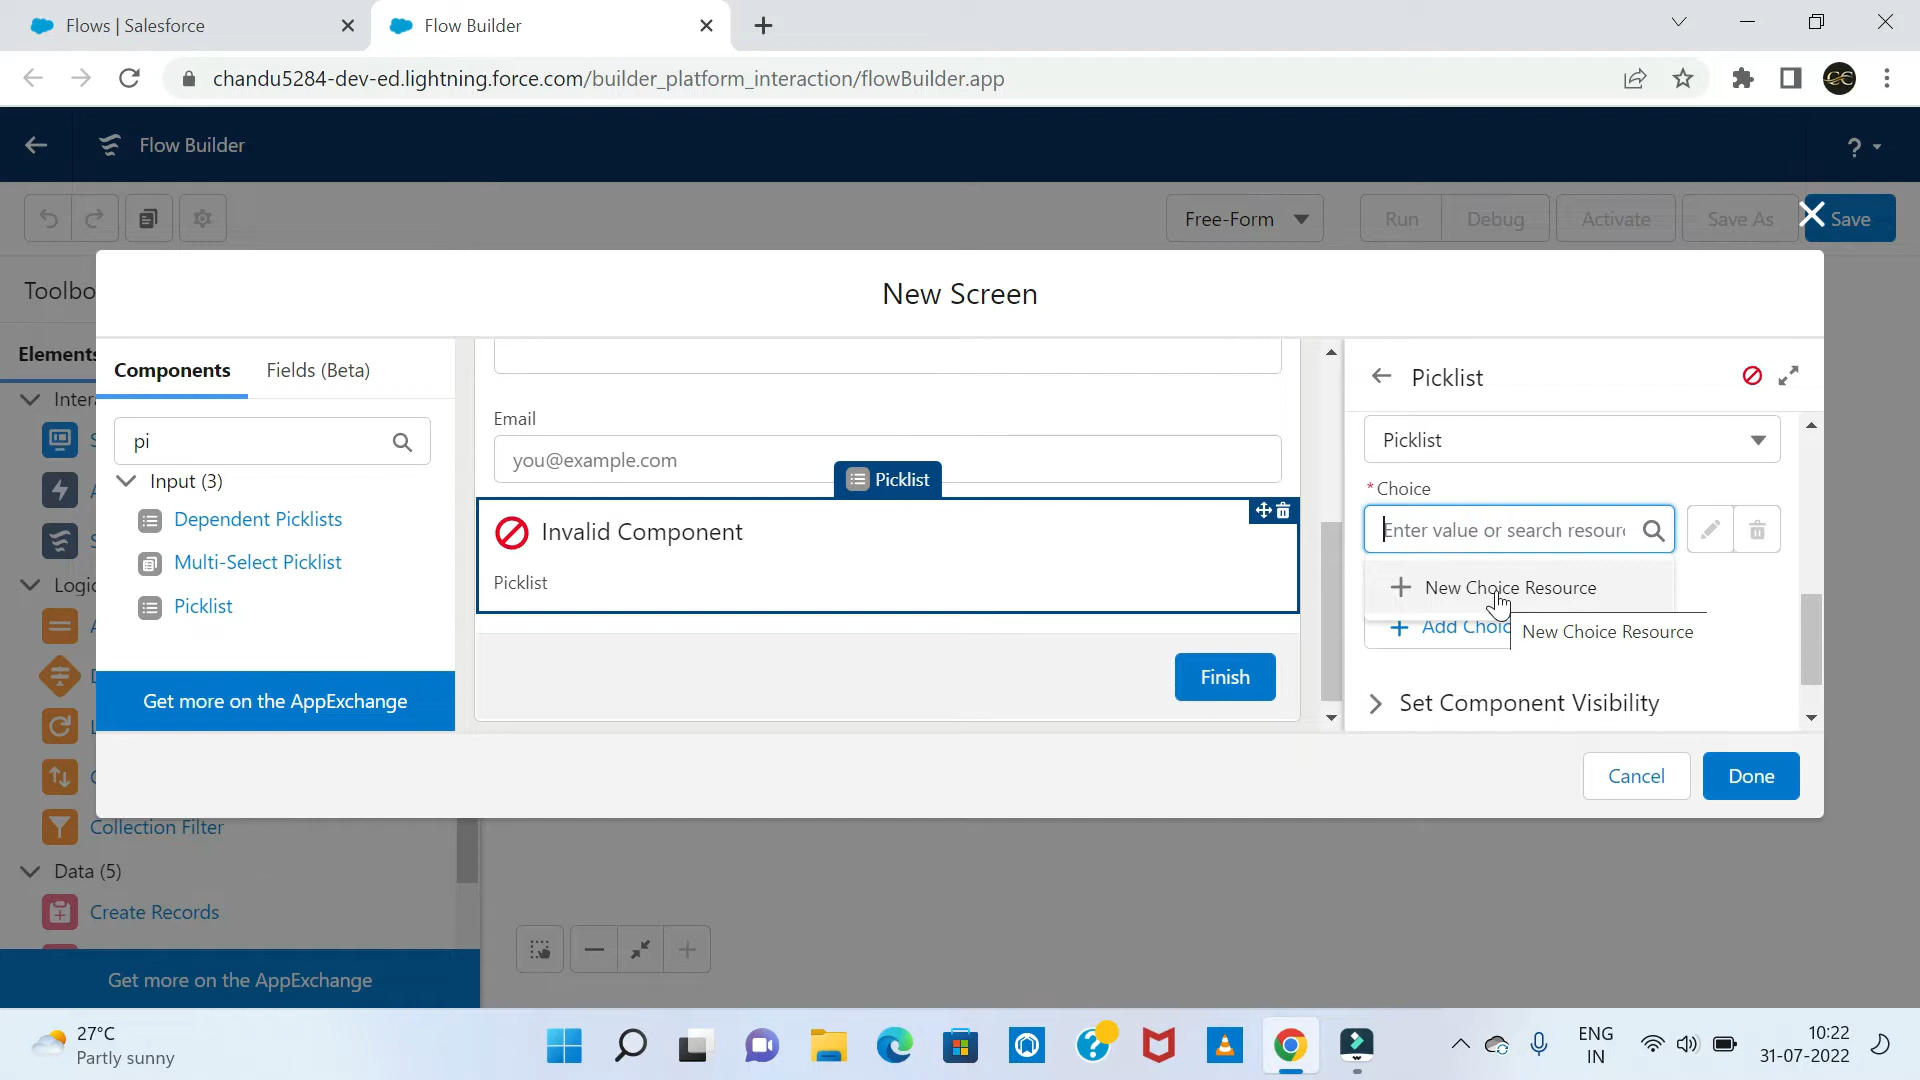 Flows | Salesforce
Flow Builder
chandu5284-dev-ed.lightning.force.com/builder_platform_interaction/flowBuilder.app
Flow Builder
?
Free-Form
Run
Debug
Activate
Save As
Save
Toolbo
New Screen
Elements
Components
Fields (Beta)
Picklist
Inter
pi
Picklist
Email
Input (3)
you@example.com
Picklist
* Choice
Dependent Picklists
Invalid Component
Enter value or search resour
Multi-Select Picklist
Picklist
New Choice Resource
Logic
Picklist
Add Choic
New Choice Resource
Finish
Get more on the AppExchange
Set Component Visibility
Cancel
Done
Collection Filter
Data (5)
Create Records
Get more on the AppExchange
27°C
Partly sunny
ENG
IN
10:22
31-07-2022